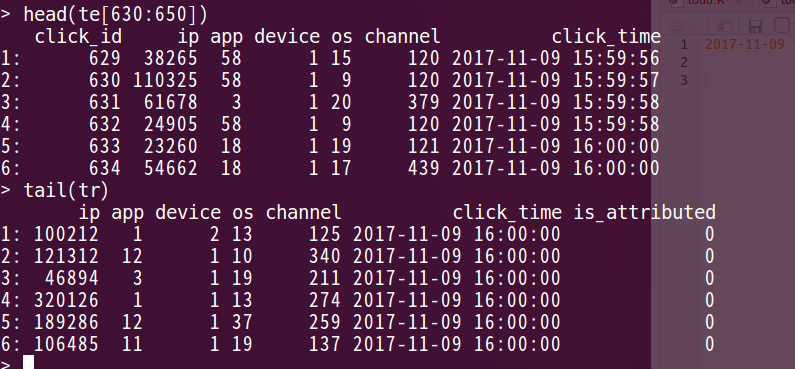 > head(te[630:650])
   click_id     ip app device os channel           click_time
1:      629  38265  58      1 15     120 2017-11-09 15:59:56
2:      630 110325  58      1  9     120 2017-11-09 15:59:57
3:      631  61678   3      1 20     379 2017-11-09 15:59:58
4:      632  24905  58      1  9     120 2017-11-09 15:59:58
5:      633  23260  18      1 19     121 2017-11-09 16:00:00
6:      634  54662  18      1 17     439 2017-11-09 16:00:00
> tail(tr)
       ip app device os channel          click_time is_attributed
1: 100212   1      2 13     125 2017-11-09 16:00:00             0
2: 121312  12      1 10     340 2017-11-09 16:00:00             0
3:  46894   3      1 19     211 2017-11-09 16:00:00             0
4: 320126   1      1 13     274 2017-11-09 16:00:00             0
5: 189286  12      1 37     259 2017-11-09 16:00:00             0
6: 106485  11      1 19     137 2017-11-09 16:00:00             0
>
1 2017-11-09
2
3